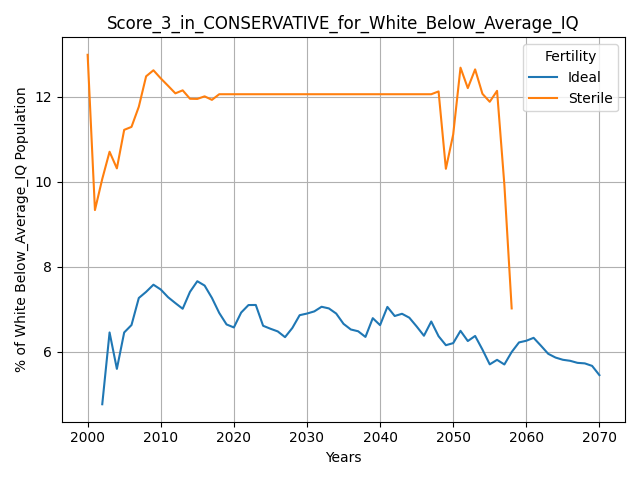 Score_3_in_CONSERVATIVE_for_White_Below_Average_IQ
% of White Below_Average_IQ Population
12
10
8
6
Fertility
Ideal
Sterile
2000 2010 2020 2030 2040 2050 2060 2070
Years